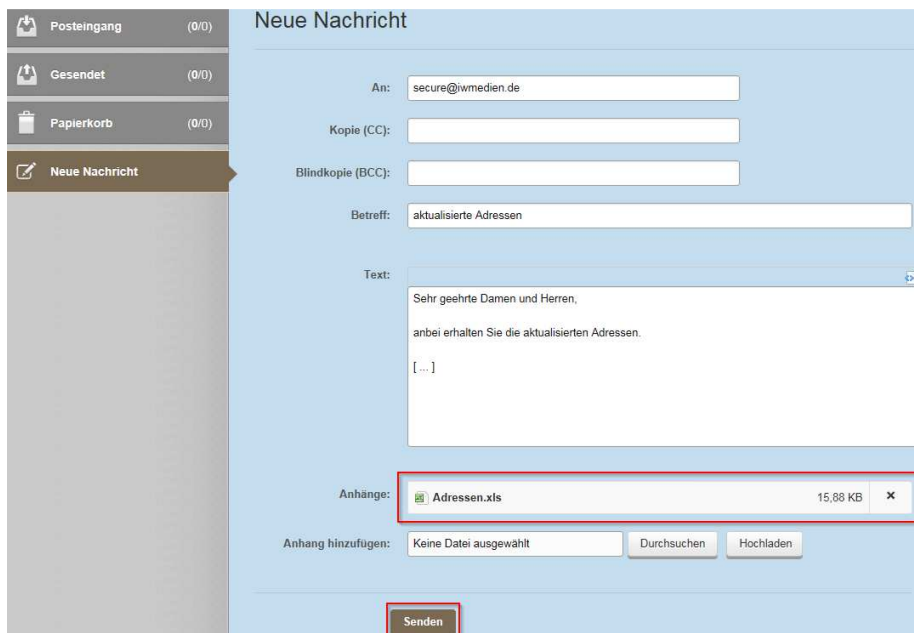 Posteingang (0/0)
Gesendet (0/0)
Papierkorb (0/0)
Neue Nachricht
Neue Nachricht
An: secure@iwmedien.de
Kopie (CC):
Blindkopie (BCC):
Betreff: aktualisierte Adressen
Text:
Sehr geehrte Damen und Herren,
anbei erhalten Sie die aktualisierten Adressen.
[ ... ]
Anhänge: Adressen.xls 15,88 KB ×
Anhang hinzufügen: Keine Datei ausgewählt Durchsuchen Hochladen
Senden